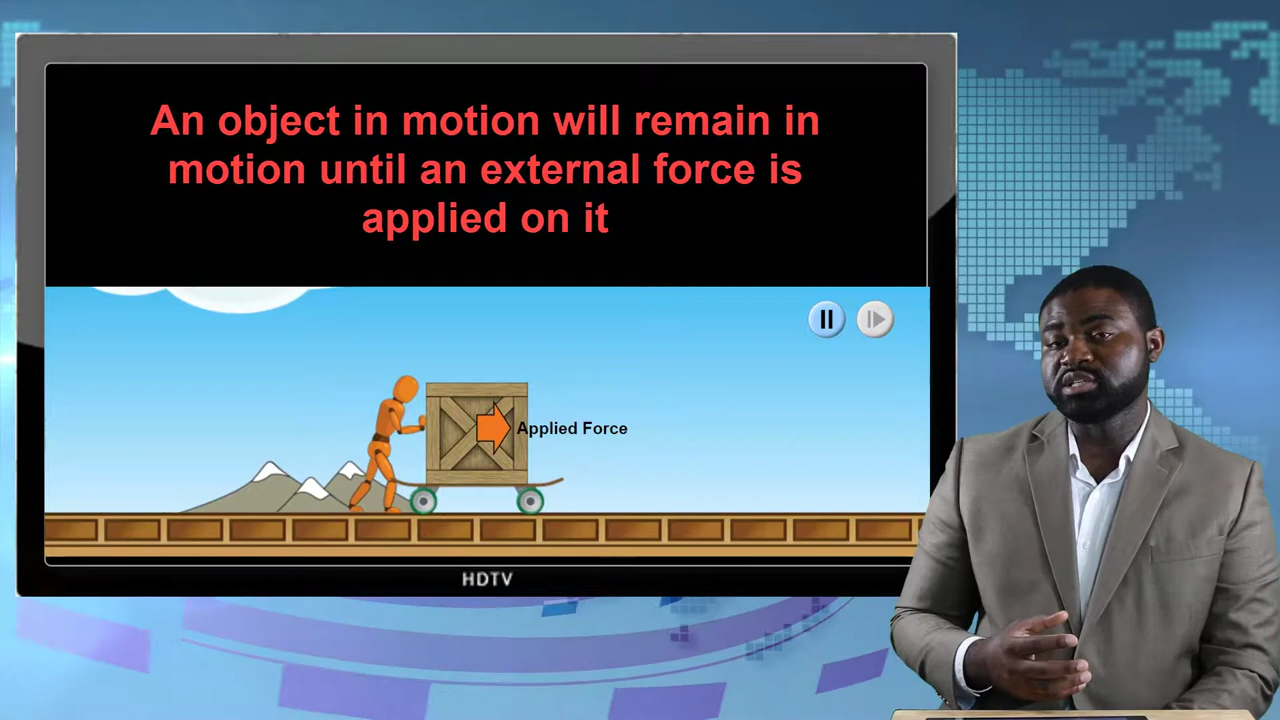 An object in motion will remain in
motion until an external force is
applied on it
Applied Force
HDTV